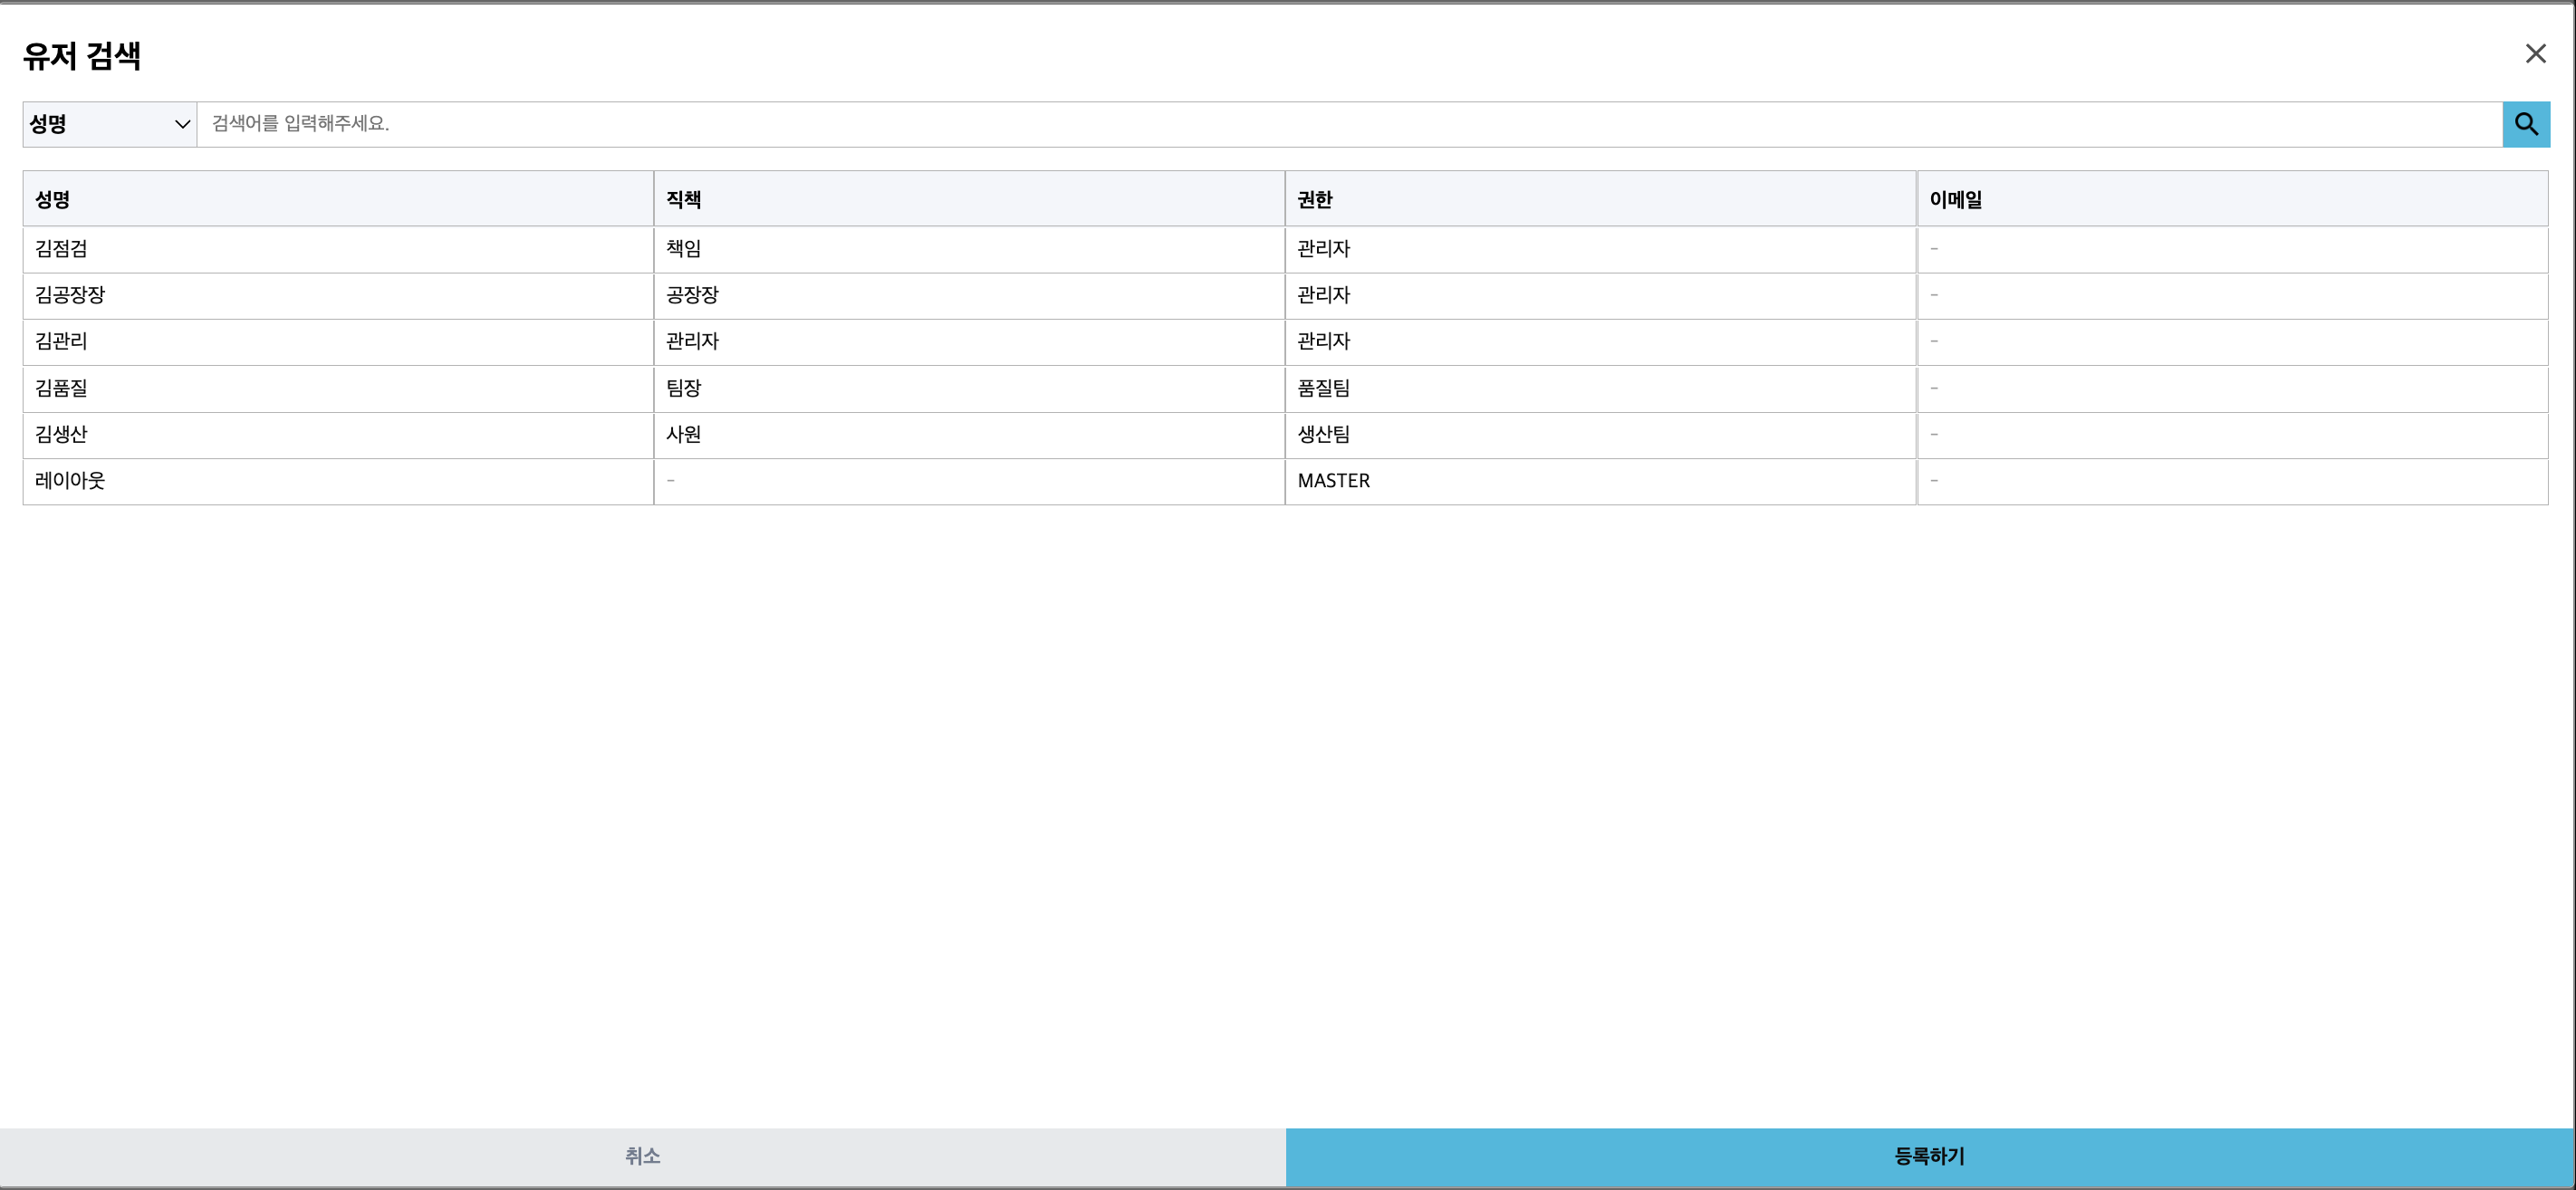 유저 검색
성명 검색어를 입력해주세요.
성명 직책 권한 이메일
김점검 책임 관리자 -
김공장장 공장장 관리자 -
김관리 관리자 관리자 -
김품질 팀장 품질팀 -
김생산 사원 생산팀 -
레이아웃 - MASTER -
취소 등록하기